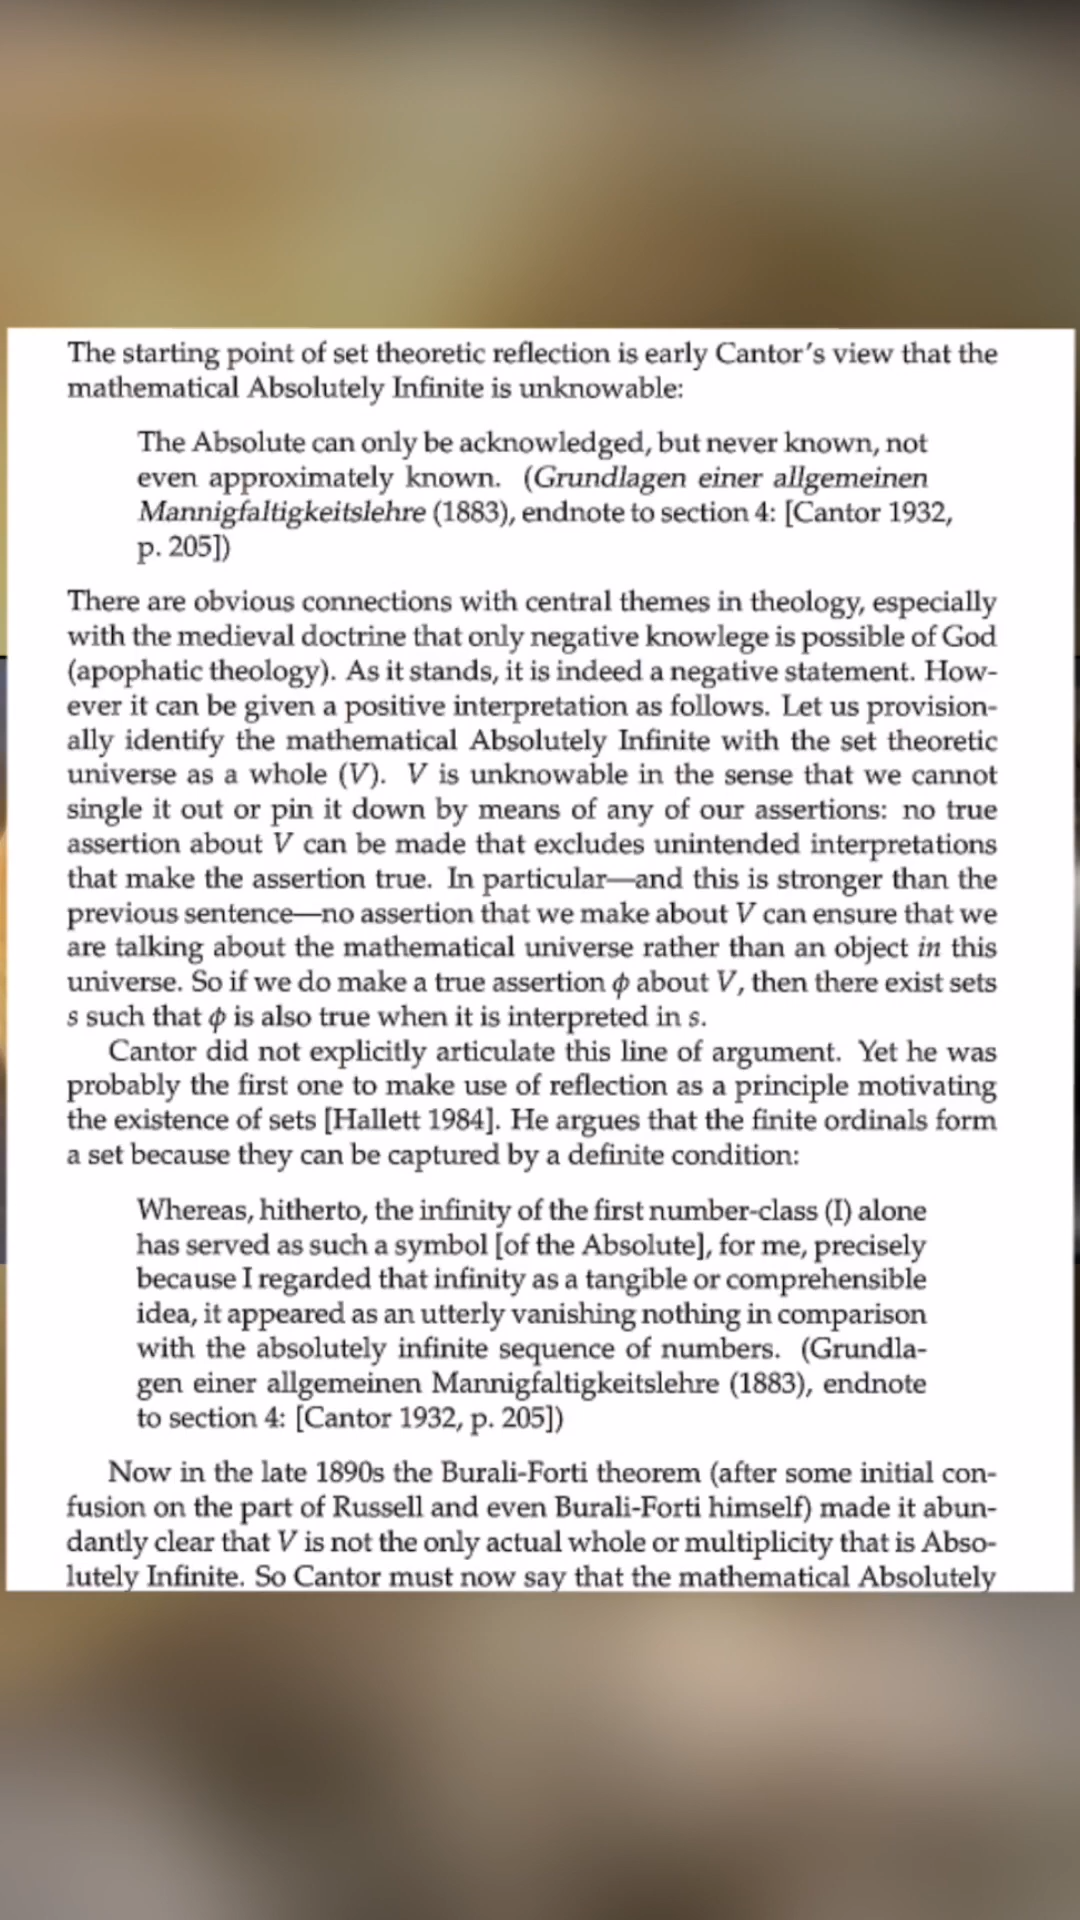 The starting point of set theoretic reflection is early Cantor's view that the
mathematical Absolutely Infinite is unknowable:
The Absolute can only be acknowledged, but never known, not
even approximately known. (Grundlagen einer allgemeinen
Mannigfaltigkeitslehre (1883), endnote to section 4: [Cantor 1932,
p. 205])
There are obvious connections with central themes in theology, especially
with the medieval doctrine that only negative knowlege is possible of God
(apophatic theology). As it stands, it is indeed a negative statement. How-
ever it can be given a positive interpretation as follows. Let us provision-
ally identify the mathematical Absolutely Infinite with the set theoretic
universe as a whole (V). V is unknowable in the sense that we cannot
single it out or pin it down by means of any of our assertions: no true
assertion about V can be made that excludes unintended interpretations
that make the assertion true. In particular—and this is stronger than the
previous sentence—no assertion that we make about V can ensure that we
are talking about the mathematical universe rather than an object in this
universe. So if we do make a true assertion ϕ about V, then there exist sets
s such that ϕ is also true when it is interpreted in s.
Cantor did not explicitly articulate this line of argument. Yet he was
probably the first one to make use of reflection as a principle motivating
the existence of sets [Hallett 1984]. He argues that the finite ordinals form
a set because they can be captured by a definite condition:
Whereas, hitherto, the infinity of the first number-class (I) alone
has served as such a symbol [of the Absolute], for me, precisely
because I regarded that infinity as a tangible or comprehensible
idea, it appeared as an utterly vanishing nothing in comparison
with the absolutely infinite sequence of numbers. (Grundla-
gen einer allgemeinen Mannigfaltigkeitslehre (1883), endnote
to section 4: [Cantor 1932, p. 205])
Now in the late 1890s the Burali-Forti theorem (after some initial con-
fusion on the part of Russell and even Burali-Forti himself) made it abun-
dantly clear that V is not the only actual whole or multiplicity that is Abso-
lutely Infinite. So Cantor must now say that the mathematical Absolutely